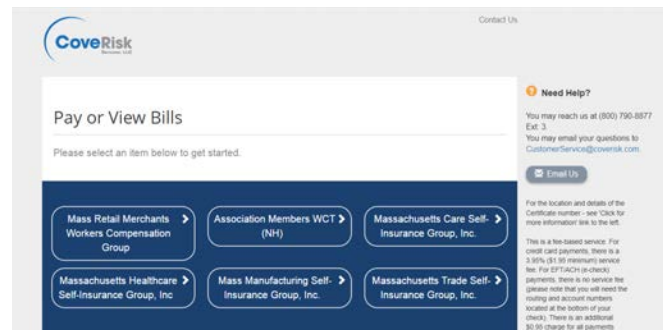 Contact Us
CoveRisk
Services, LLC
Pay or View Bills
Please select an item below to get started.
Mass Retail Merchants
Workers Compensation
Group
Association Members WCT
(NH)
Massachusetts Care Self-
Insurance Group, Inc.
Massachusetts Healthcare
Self-Insurance Group, Inc
Mass Manufacturing Self-
Insurance Group, Inc.
Massachusetts Trade Self-
Insurance Group, Inc.
Need Help?
You may reach us at (800) 790-8877
Ext: 3.
You may email your questions to
CustomerService@coverisk.com.
Email Us
For the location and details of the
Certificate number - see 'Click for
more information' link to the left.
This is a fee-based service. For
credit card payments, there is a
3.95% ($1.99 minimum) service
fee. For EFT/ACH (e-check)
payments, there is no service fee
(please note that you will need the
routing and account numbers
located at the bottom of your
check). There is an additional
$0.95 charge for all payments